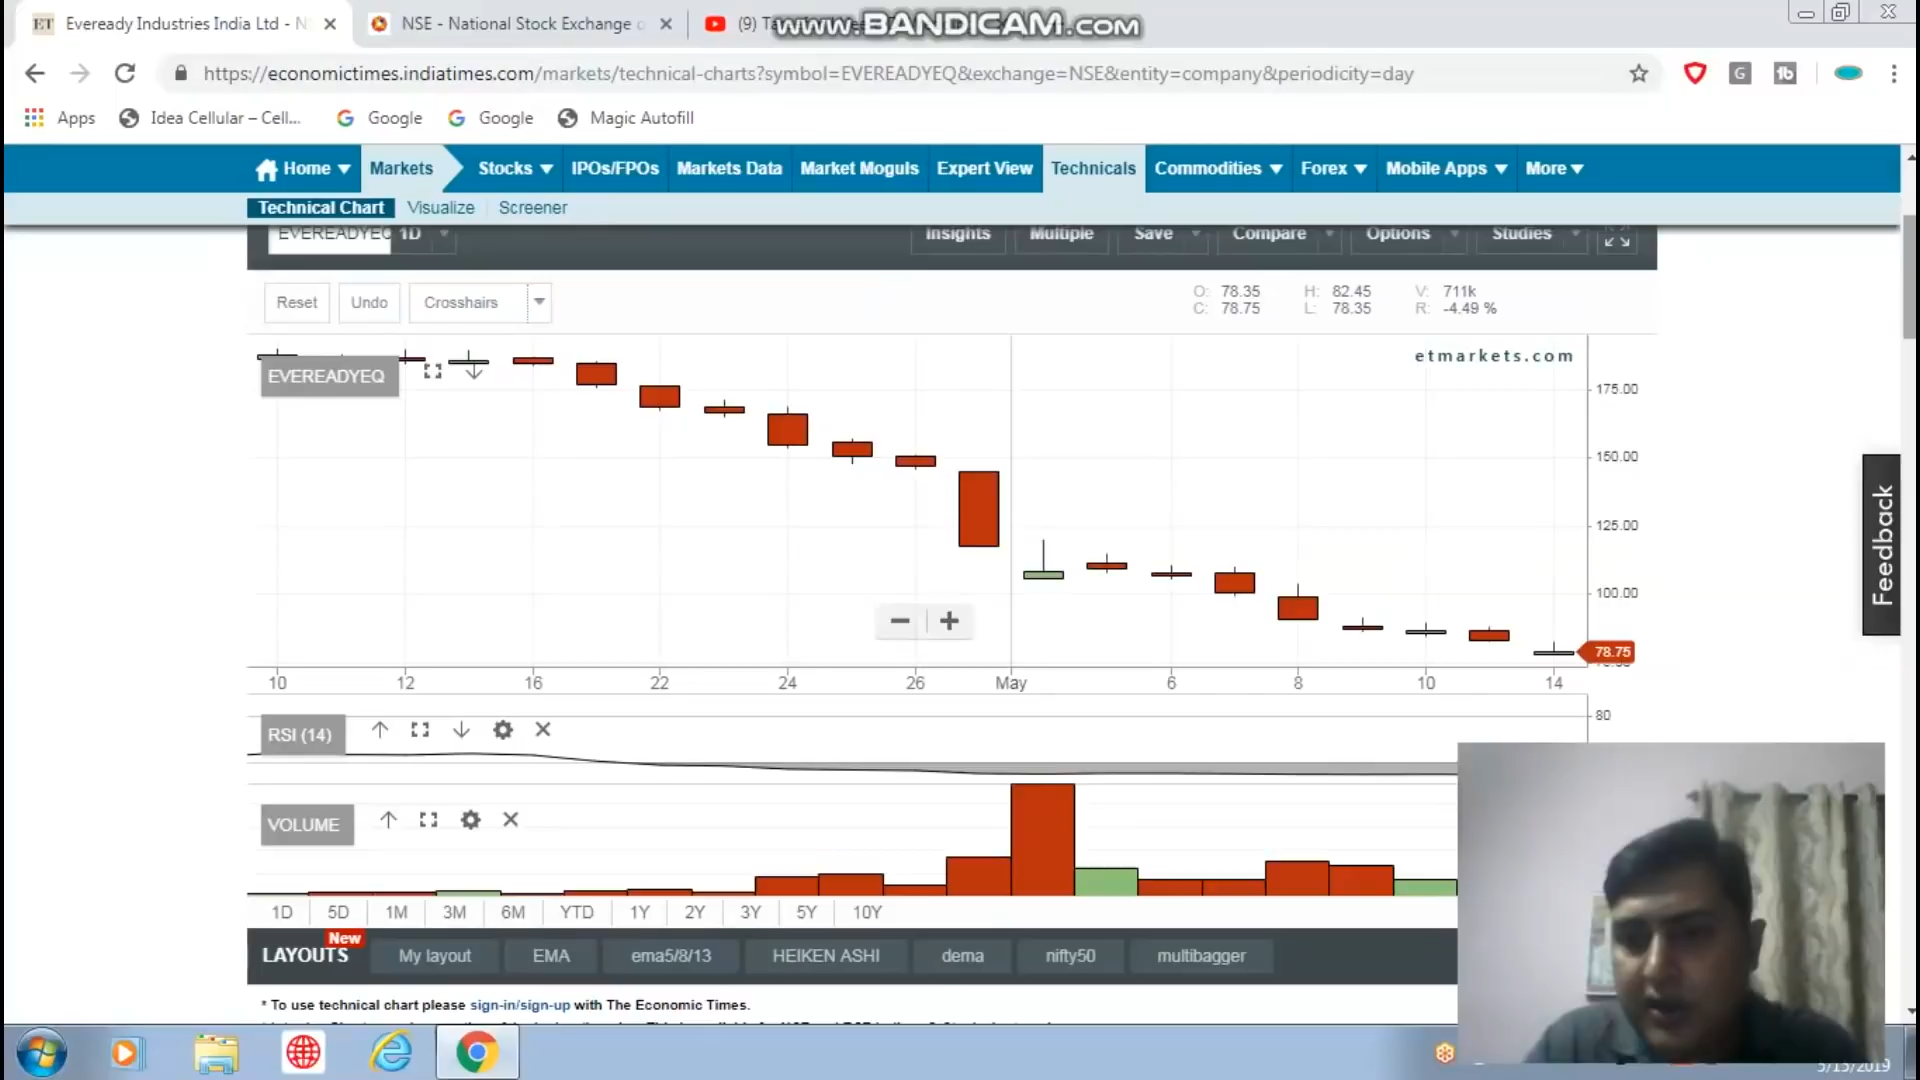 Eveready Industries India Ltd - N
NSE - National Stock Exchange o
(9) Ta
www.BANDICAM.com
https://economictimes.indiatimes.com/markets/technical-charts?symbol=EVEREADYEQ&exchange=NSE&entity=company&periodicity=day
Apps
Idea Cellular – Cell...
Google
Google
Magic Autofill
Home
Markets
Stocks
IPOs/FPOs
Markets Data
Market Moguls
Expert View
Technicals
Commodities
Forex
Mobile Apps
More
Technical Chart
Visualize
Screener
EVEREADYEQ
1D
Insights
Multiple
Save
Compare
Options
Studies
Reset
Undo
Crosshairs
O: 78.35 H: 82.45 V: 711k
C: 78.75 L: 78.35 R: -4.49 %
EVEREADYEQ
etmarkets.com
175.00
150.00
125.00
100.00
78.75
10 12 16 22 24 26 May 6 8 10 14
RSI (14)
80
VOLUME
1D 5D 1M 3M 6M YTD 1Y 2Y 3Y 5Y 10Y
New
LAYOUTS
My layout
EMA
ema5/8/13
HEIKEN ASHI
dema
nifty50
multibagger
* To use technical chart please sign-in/sign-up with The Economic Times.
Feedback
5/15/2019